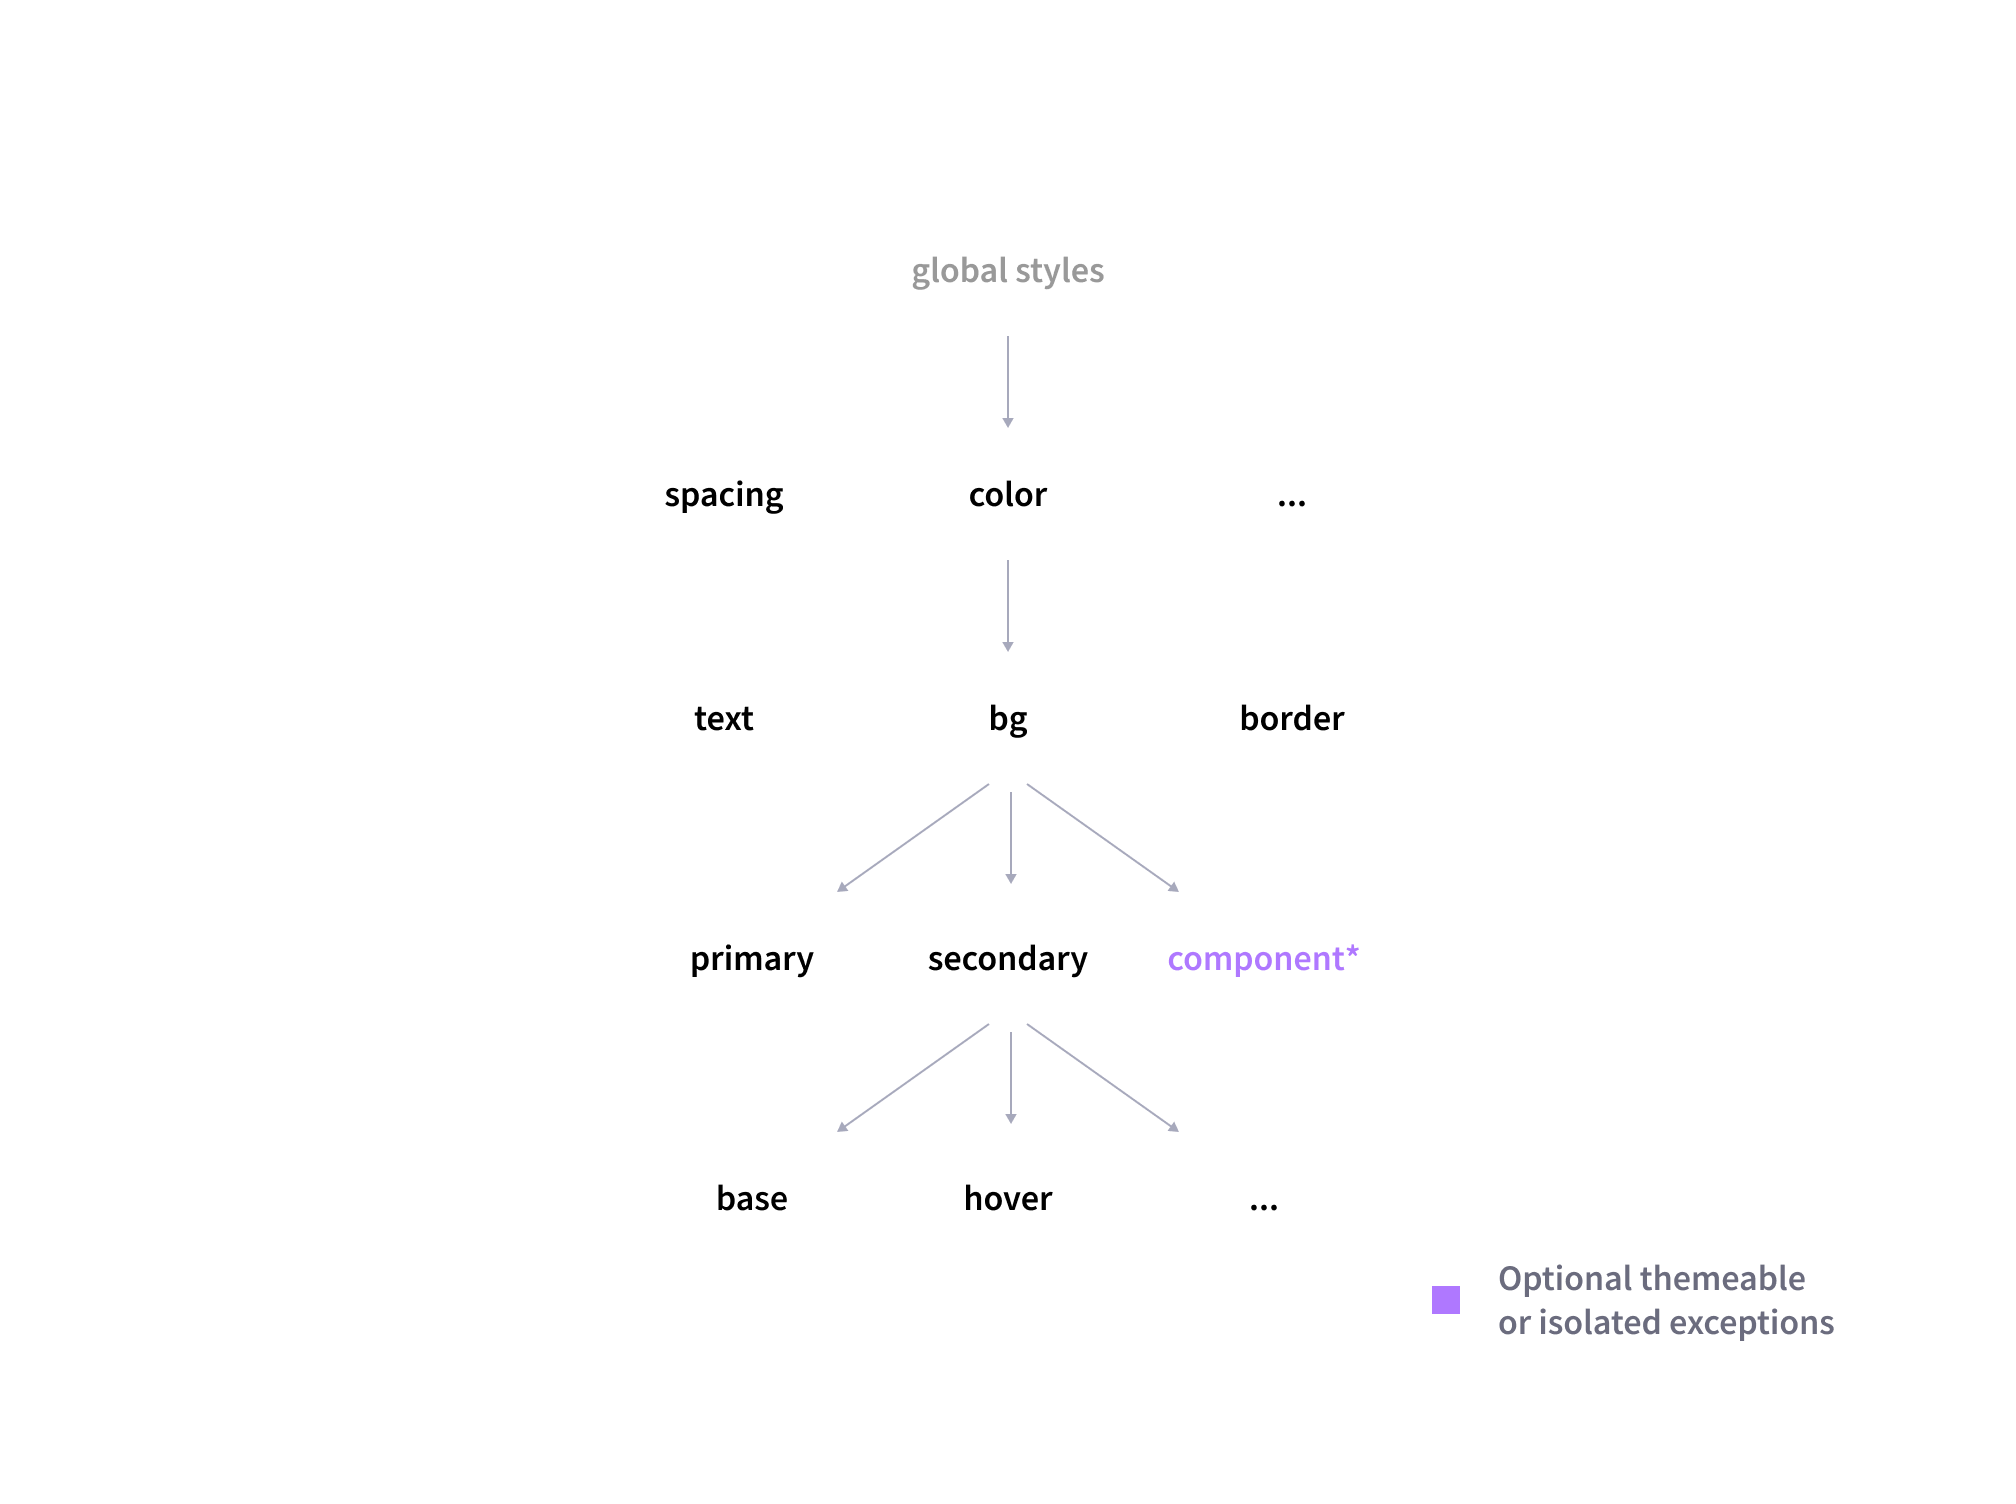 global styles
spacing color ...
text bg border
primary secondary component*
base hover ...
Optional themeable
or isolated exceptions